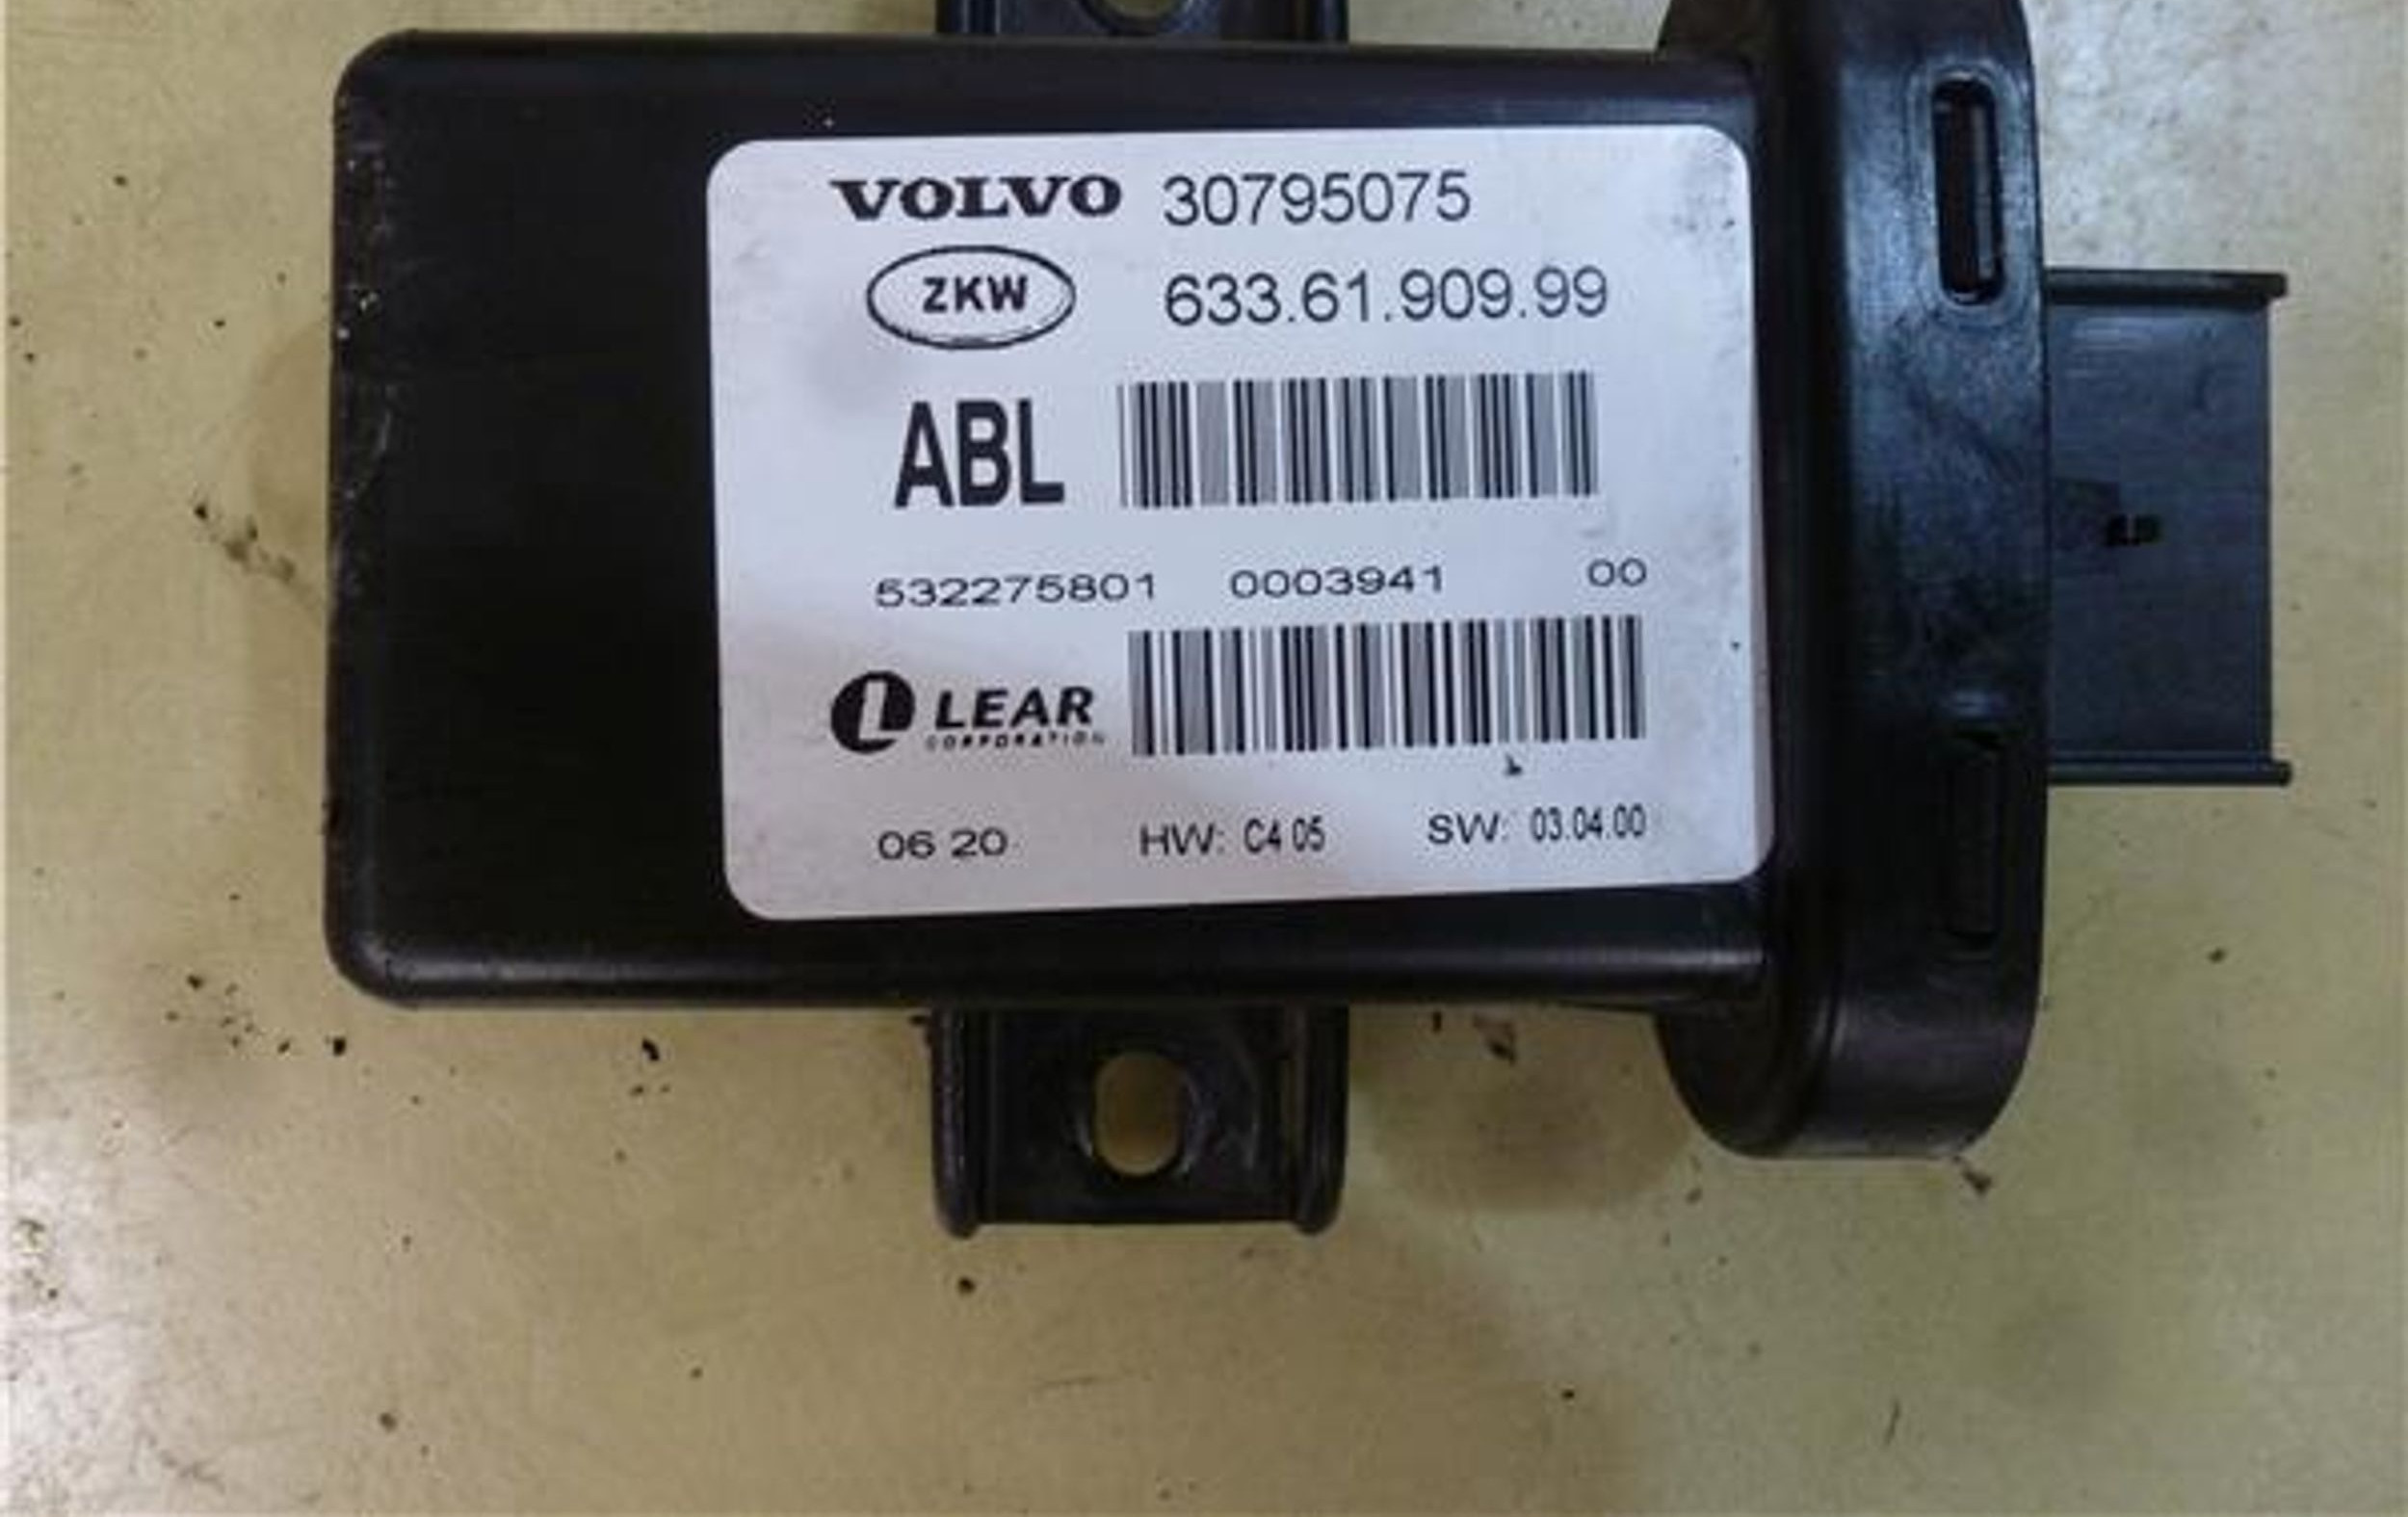 VOLVO 30795075
ZKW 633.61.909.99
ABL
532275801 0003941 00
L LEAR
CORPORATION
06 20 HW: C4 05 SW: 03.04.00